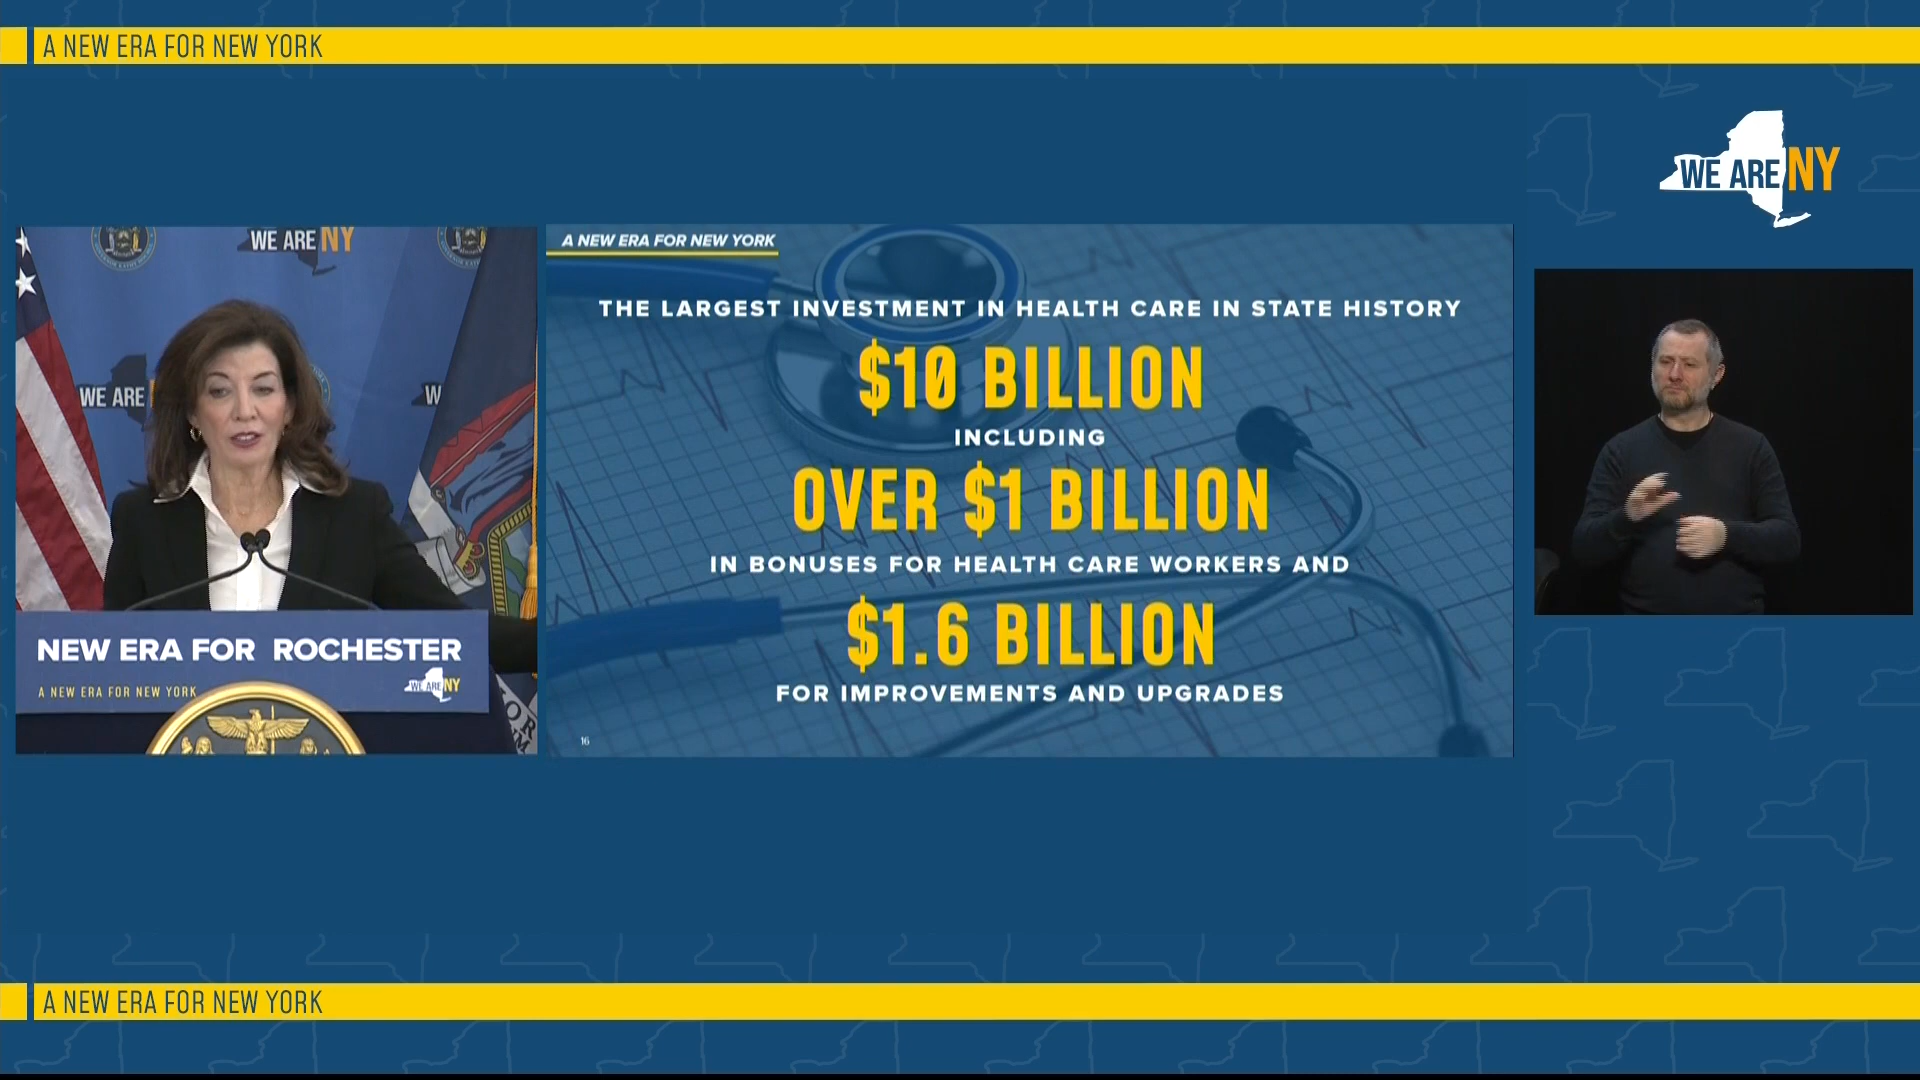 A NEW ERA FOR NEW YORK
WE ARE NY
WE ARE NY
WE ARE
W
NEW ERA FOR ROCHESTER
A NEW ERA FOR NEW YORK
WE ARE NY
A NEW ERA FOR NEW YORK
THE LARGEST INVESTMENT IN HEALTH CARE IN STATE HISTORY
$10 BILLION
INCLUDING
OVER $1 BILLION
IN BONUSES FOR HEALTH CARE WORKERS AND
$1.6 BILLION
FOR IMPROVEMENTS AND UPGRADES
16
A NEW ERA FOR NEW YORK